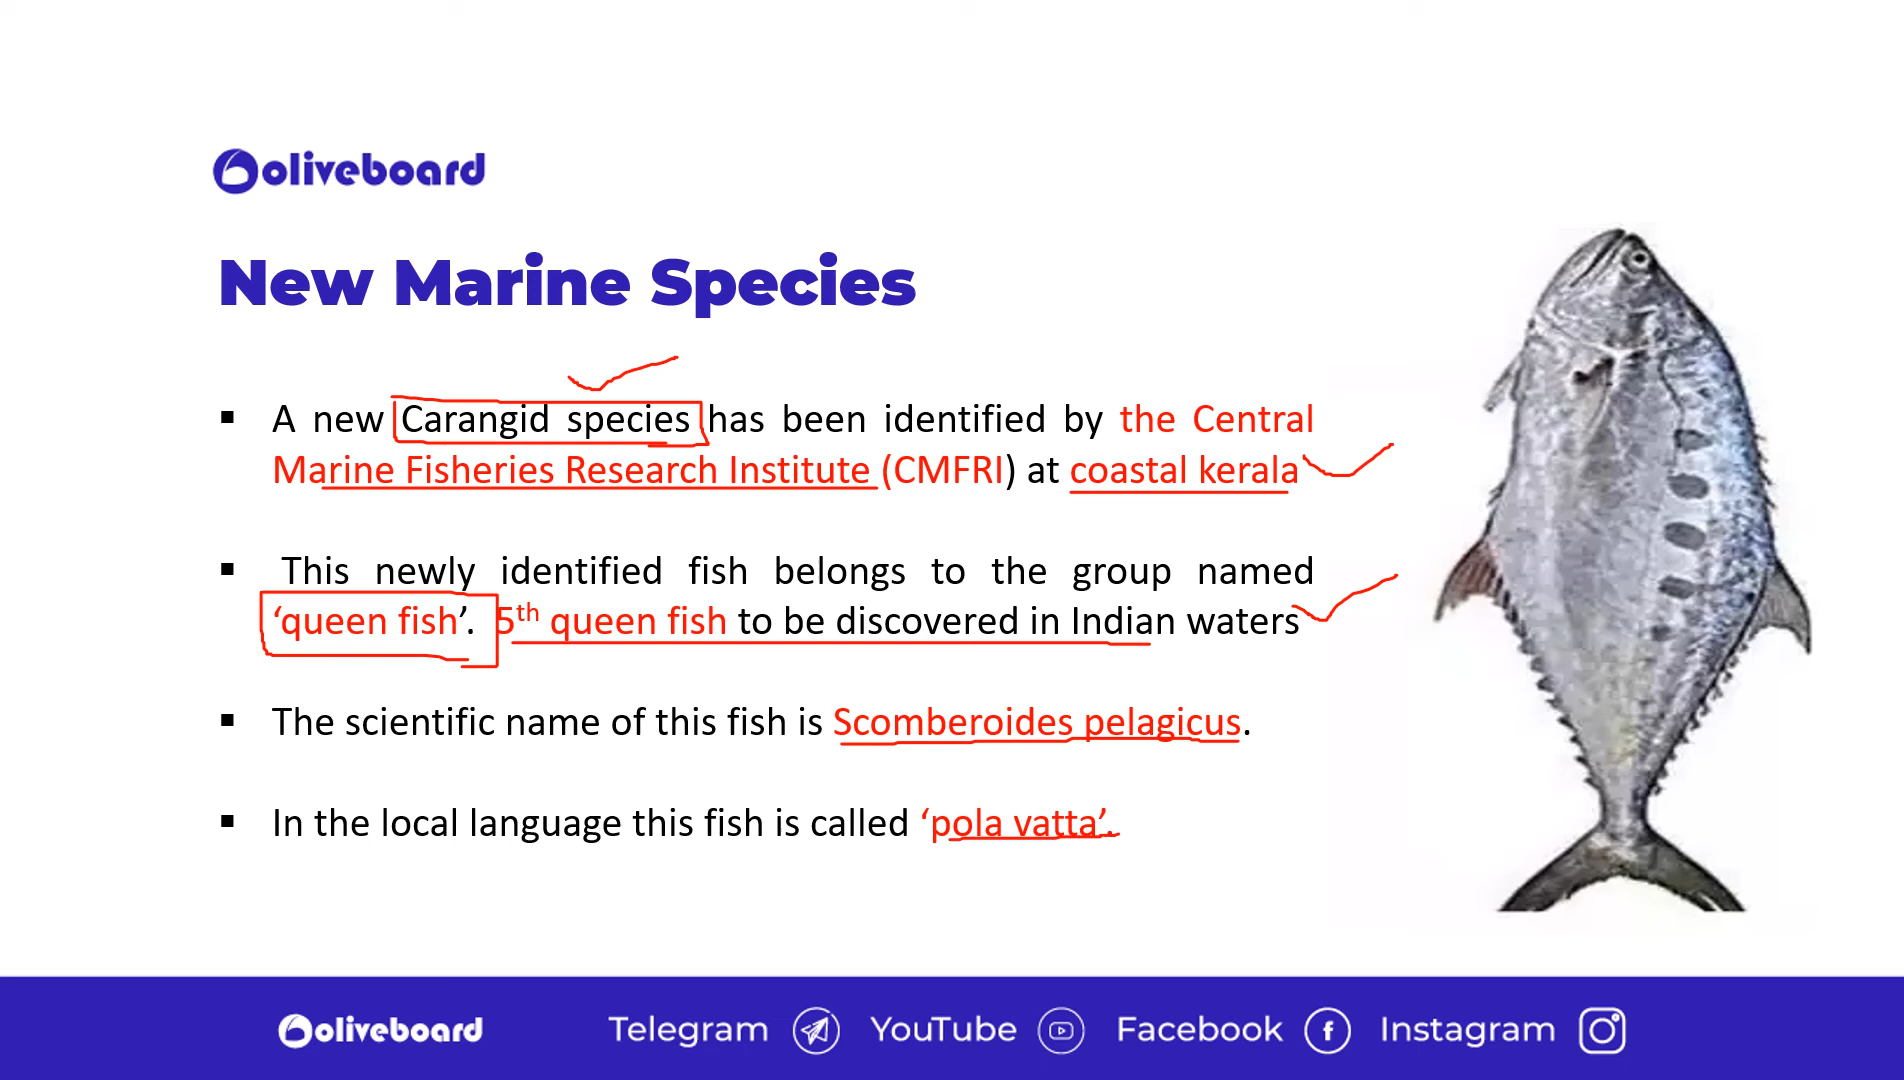 oliveboard
New Marine Species
▪ A new Carangid species has been identified by the Central
Marine Fisheries Research Institute (CMFRI) at coastal kerala
▪ This newly identified fish belongs to the group named
‘queen fish’. 5th queen fish to be discovered in Indian waters
▪ The scientific name of this fish is Scomberoides pelagicus.
▪ In the local language this fish is called ‘pola vatta’.
oliveboard Telegram YouTube Facebook Instagram